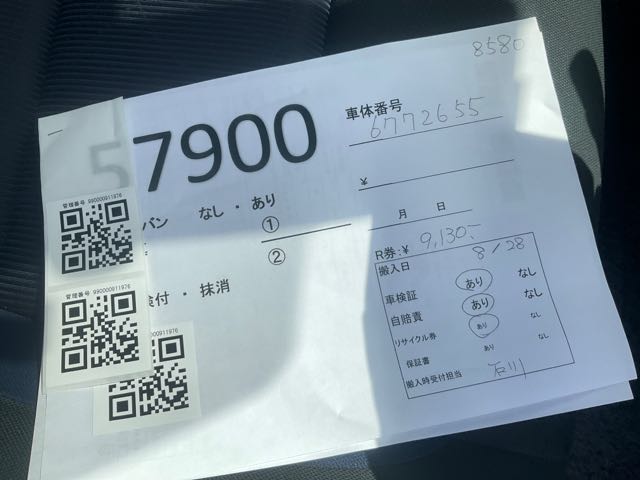 8580
57900
車体番号
6772655
¥
管理番号 990000911976
バン なし・あり
①
②
月 日
R券:¥ 9,130-
搬入日 8/28
車検証 あり なし
自賠責 あり なし
リサイクル券 あり なし
保証書 あり なし
搬入時受付担当 石川
管理番号 990000911976
付・抹消
990000911976